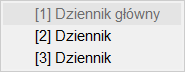 [1] Dziennik główny
[2] Dziennik
[3] Dziennik